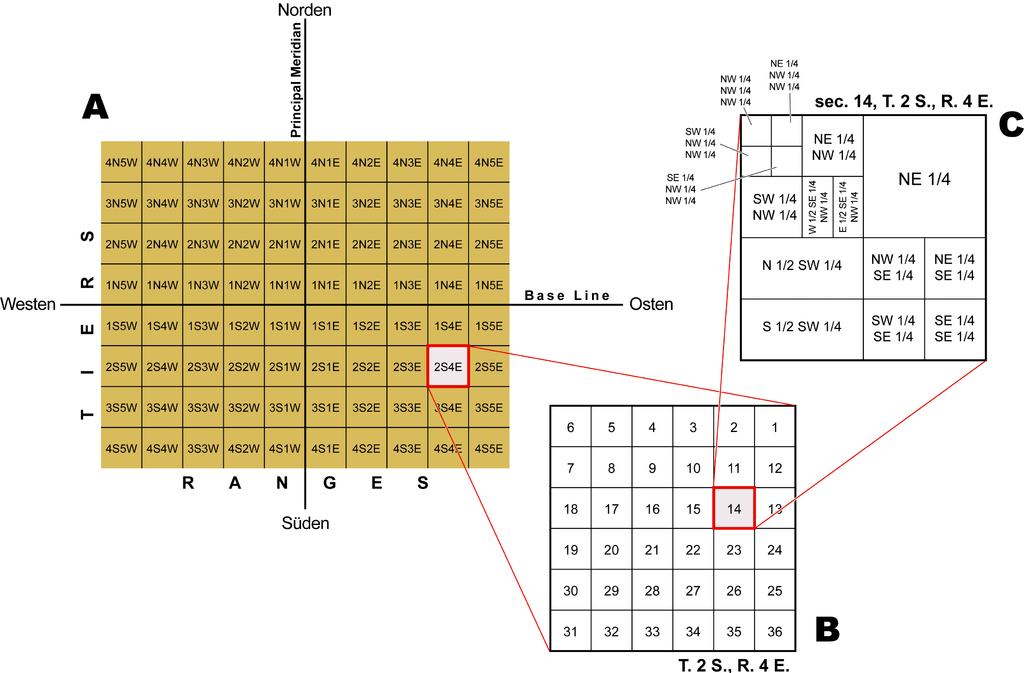 Norden
Principal Meridian
A
4N5W 4N4W 4N3W 4N2W 4N1W 4N1E 4N2E 4N3E 4N4E 4N5E
3N5W 3N4W 3N3W 3N2W 3N1W 3N1E 3N2E 3N3E 3N4E 3N5E
2N5W 2N4W 2N3W 2N2W 2N1W 2N1E 2N2E 2N3E 2N4E 2N5E
1N5W 1N4W 1N3W 1N2W 1N1W 1N1E 1N2E 1N3E 1N4E 1N5E
Westen
Base Line
Osten
1S5W 1S4W 1S3W 1S2W 1S1W 1S1E 1S2E 1S3E 1S4E 1S5E
2S5W 2S4W 2S3W 2S2W 2S1W 2S1E 2S2E 2S3E 2S4E 2S5E
3S5W 3S4W 3S3W 3S2W 3S1W 3S1E 3S2E 3S3E 3S4E 3S5E
4S5W 4S4W 4S3W 4S2W 4S1W 4S1E 4S2E 4S3E 4S4E 4S5E
TIERS
RANGES
Süden
6 5 4 3 2 1
7 8 9 10 11 12
18 17 16 15 14 13
19 20 21 22 23 24
30 29 28 27 26 25
31 32 33 34 35 36
B
T. 2 S., R. 4 E.
C
sec. 14, T. 2 S., R. 4 E.
NW 1/4
NW 1/4
NW 1/4
NE 1/4
NW 1/4
NW 1/4
SW 1/4
NW 1/4
NW 1/4
SE 1/4
NW 1/4
NW 1/4
NE 1/4
NW 1/4
NE 1/4
SW 1/4
NW 1/4
W 1/2 SE 1/4
NW 1/4
E 1/2 SE 1/4
NW 1/4
N 1/2 SW 1/4
NW 1/4
SE 1/4
NE 1/4
SE 1/4
S 1/2 SW 1/4
SW 1/4
SE 1/4
SE 1/4
SE 1/4